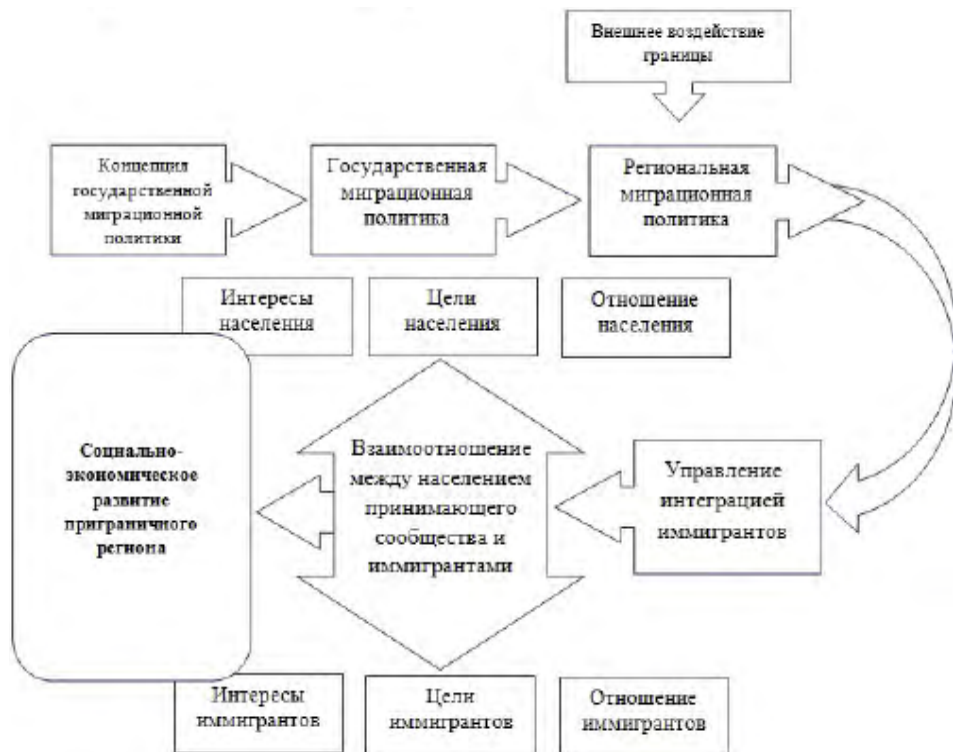 Внешнее воздействие
границы
Концепция
государственной
миграционной
политики
Государственная
миграционная
политика
Региональная
миграционная
политика
Интересы
населения
Цели
населения
Отношение
населения
Социально-
экономическое
развитие
приграничного
региона
Взаимоотношение
между населением
принимающего
сообщества и
иммигрантами
Управление
интеграцией
иммигрантов
Интересы
иммигрантов
Цели
иммигрантов
Отношение
иммигрантов